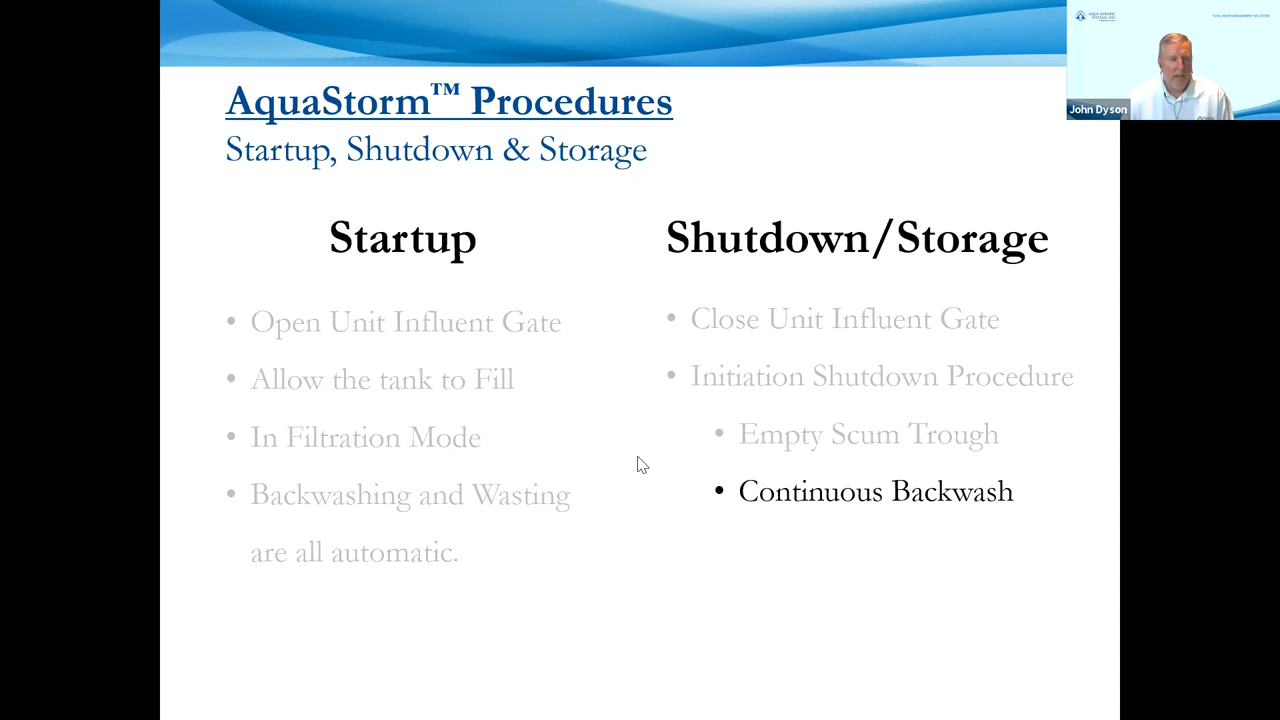 AquaStorm™ Procedures
Startup, Shutdown & Storage
Startup
• Open Unit Influent Gate
• Allow the tank to Fill
• In Filtration Mode
• Backwashing and Wasting
are all automatic.
Shutdown/Storage
• Close Unit Influent Gate
• Initiation Shutdown Procedure
• Empty Scum Trough
• Continuous Backwash
John Dyson